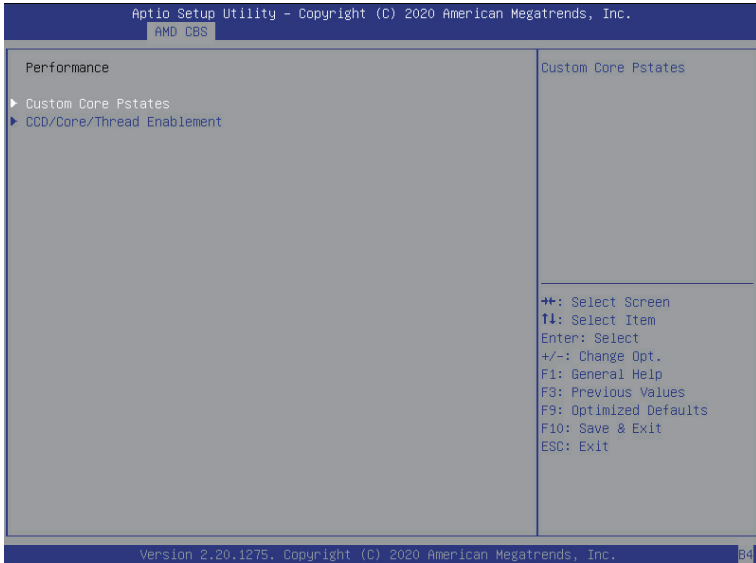 Aptio Setup Utility – Copyright (C) 2020 American Megatrends, Inc.
AMD CBS
Performance
Custom Core Pstates
CCD/Core/Thread Enablement
Custom Core Pstates
→←: Select Screen
↑↓: Select Item
Enter: Select
+/-: Change Opt.
F1: General Help
F3: Previous Values
F9: Optimized Defaults
F10: Save & Exit
ESC: Exit
Version 2.20.1275. Copyright (C) 2020 American Megatrends, Inc.
B4